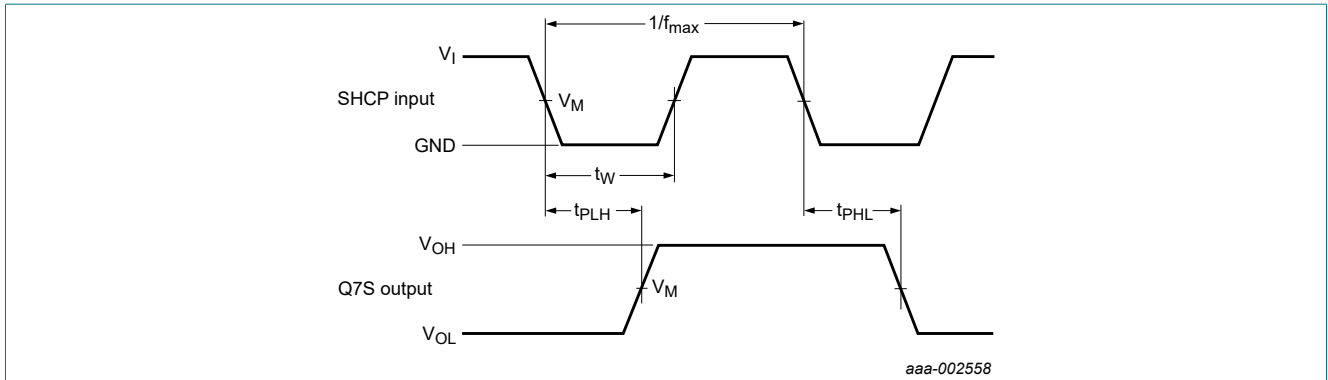 1/fmax
VI
SHCP input
VM
GND
tW
tPLH
tPHL
VOH
Q7S output
VM
VOL
aaa-002558